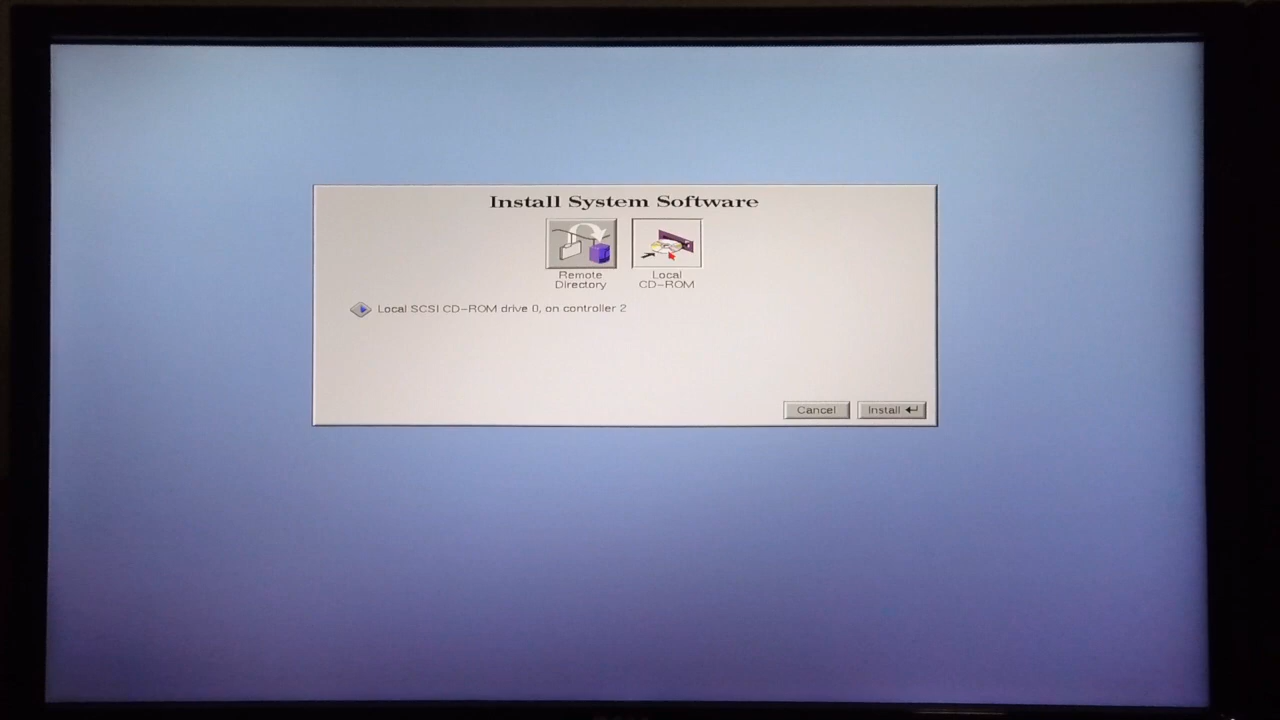 Install System Software
Remote
Directory
Local
CD-ROM
Local SCSI CD-ROM drive 0, on controller 2
Cancel
Install